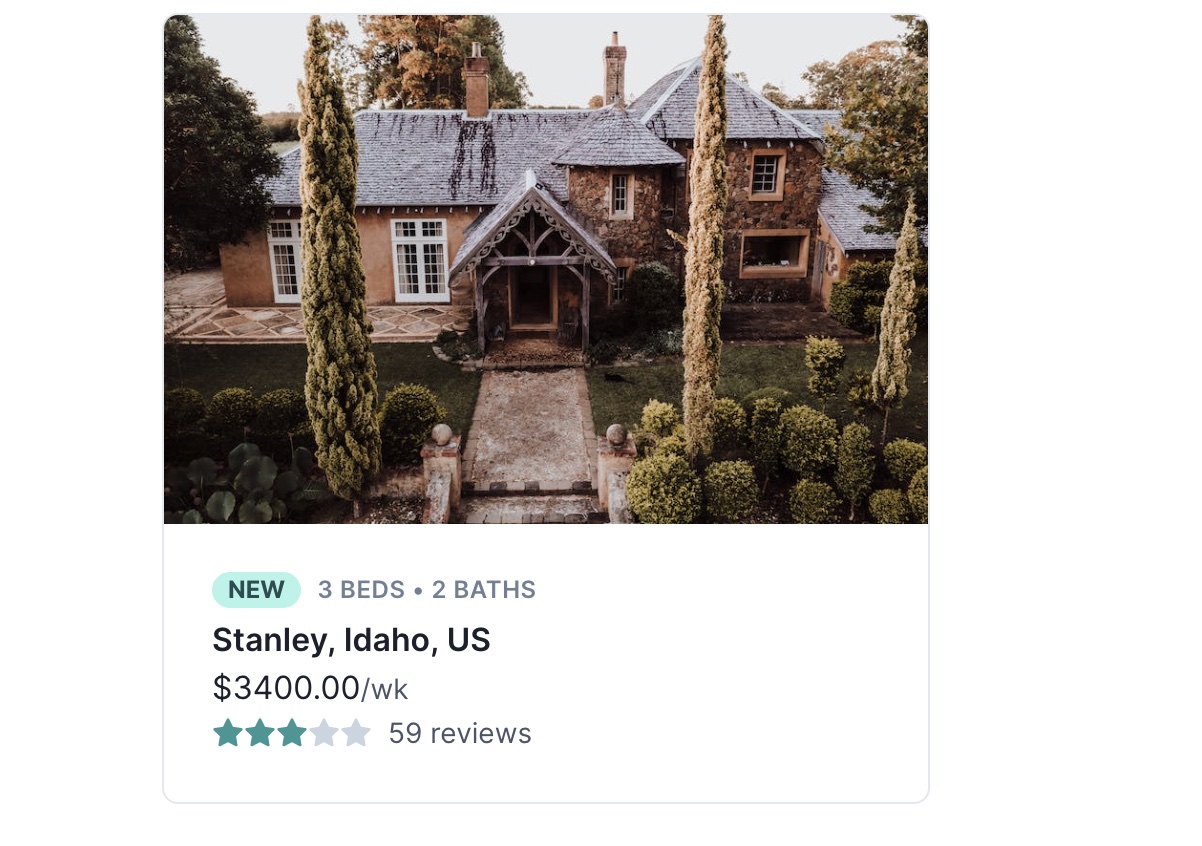 NEW 3 BEDS • 2 BATHS
Stanley, Idaho, US
$3400.00/wk
59 reviews